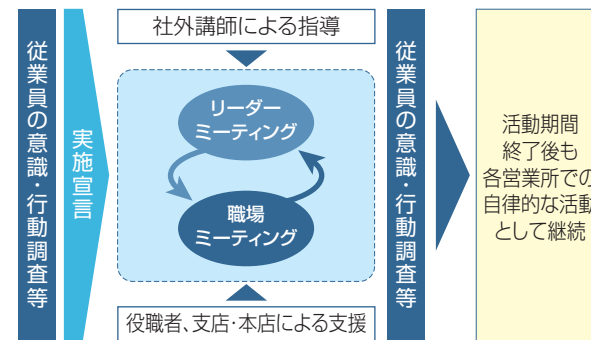 従業員の意識・行動調査等
実施宣言
社外講師による指導
リーダー
ミーティング
職場
ミーティング
役職者、支店・本店による支援
従業員の意識・行動調査等
活動期間
終了後も
各営業所での
自律的な活動
として継続